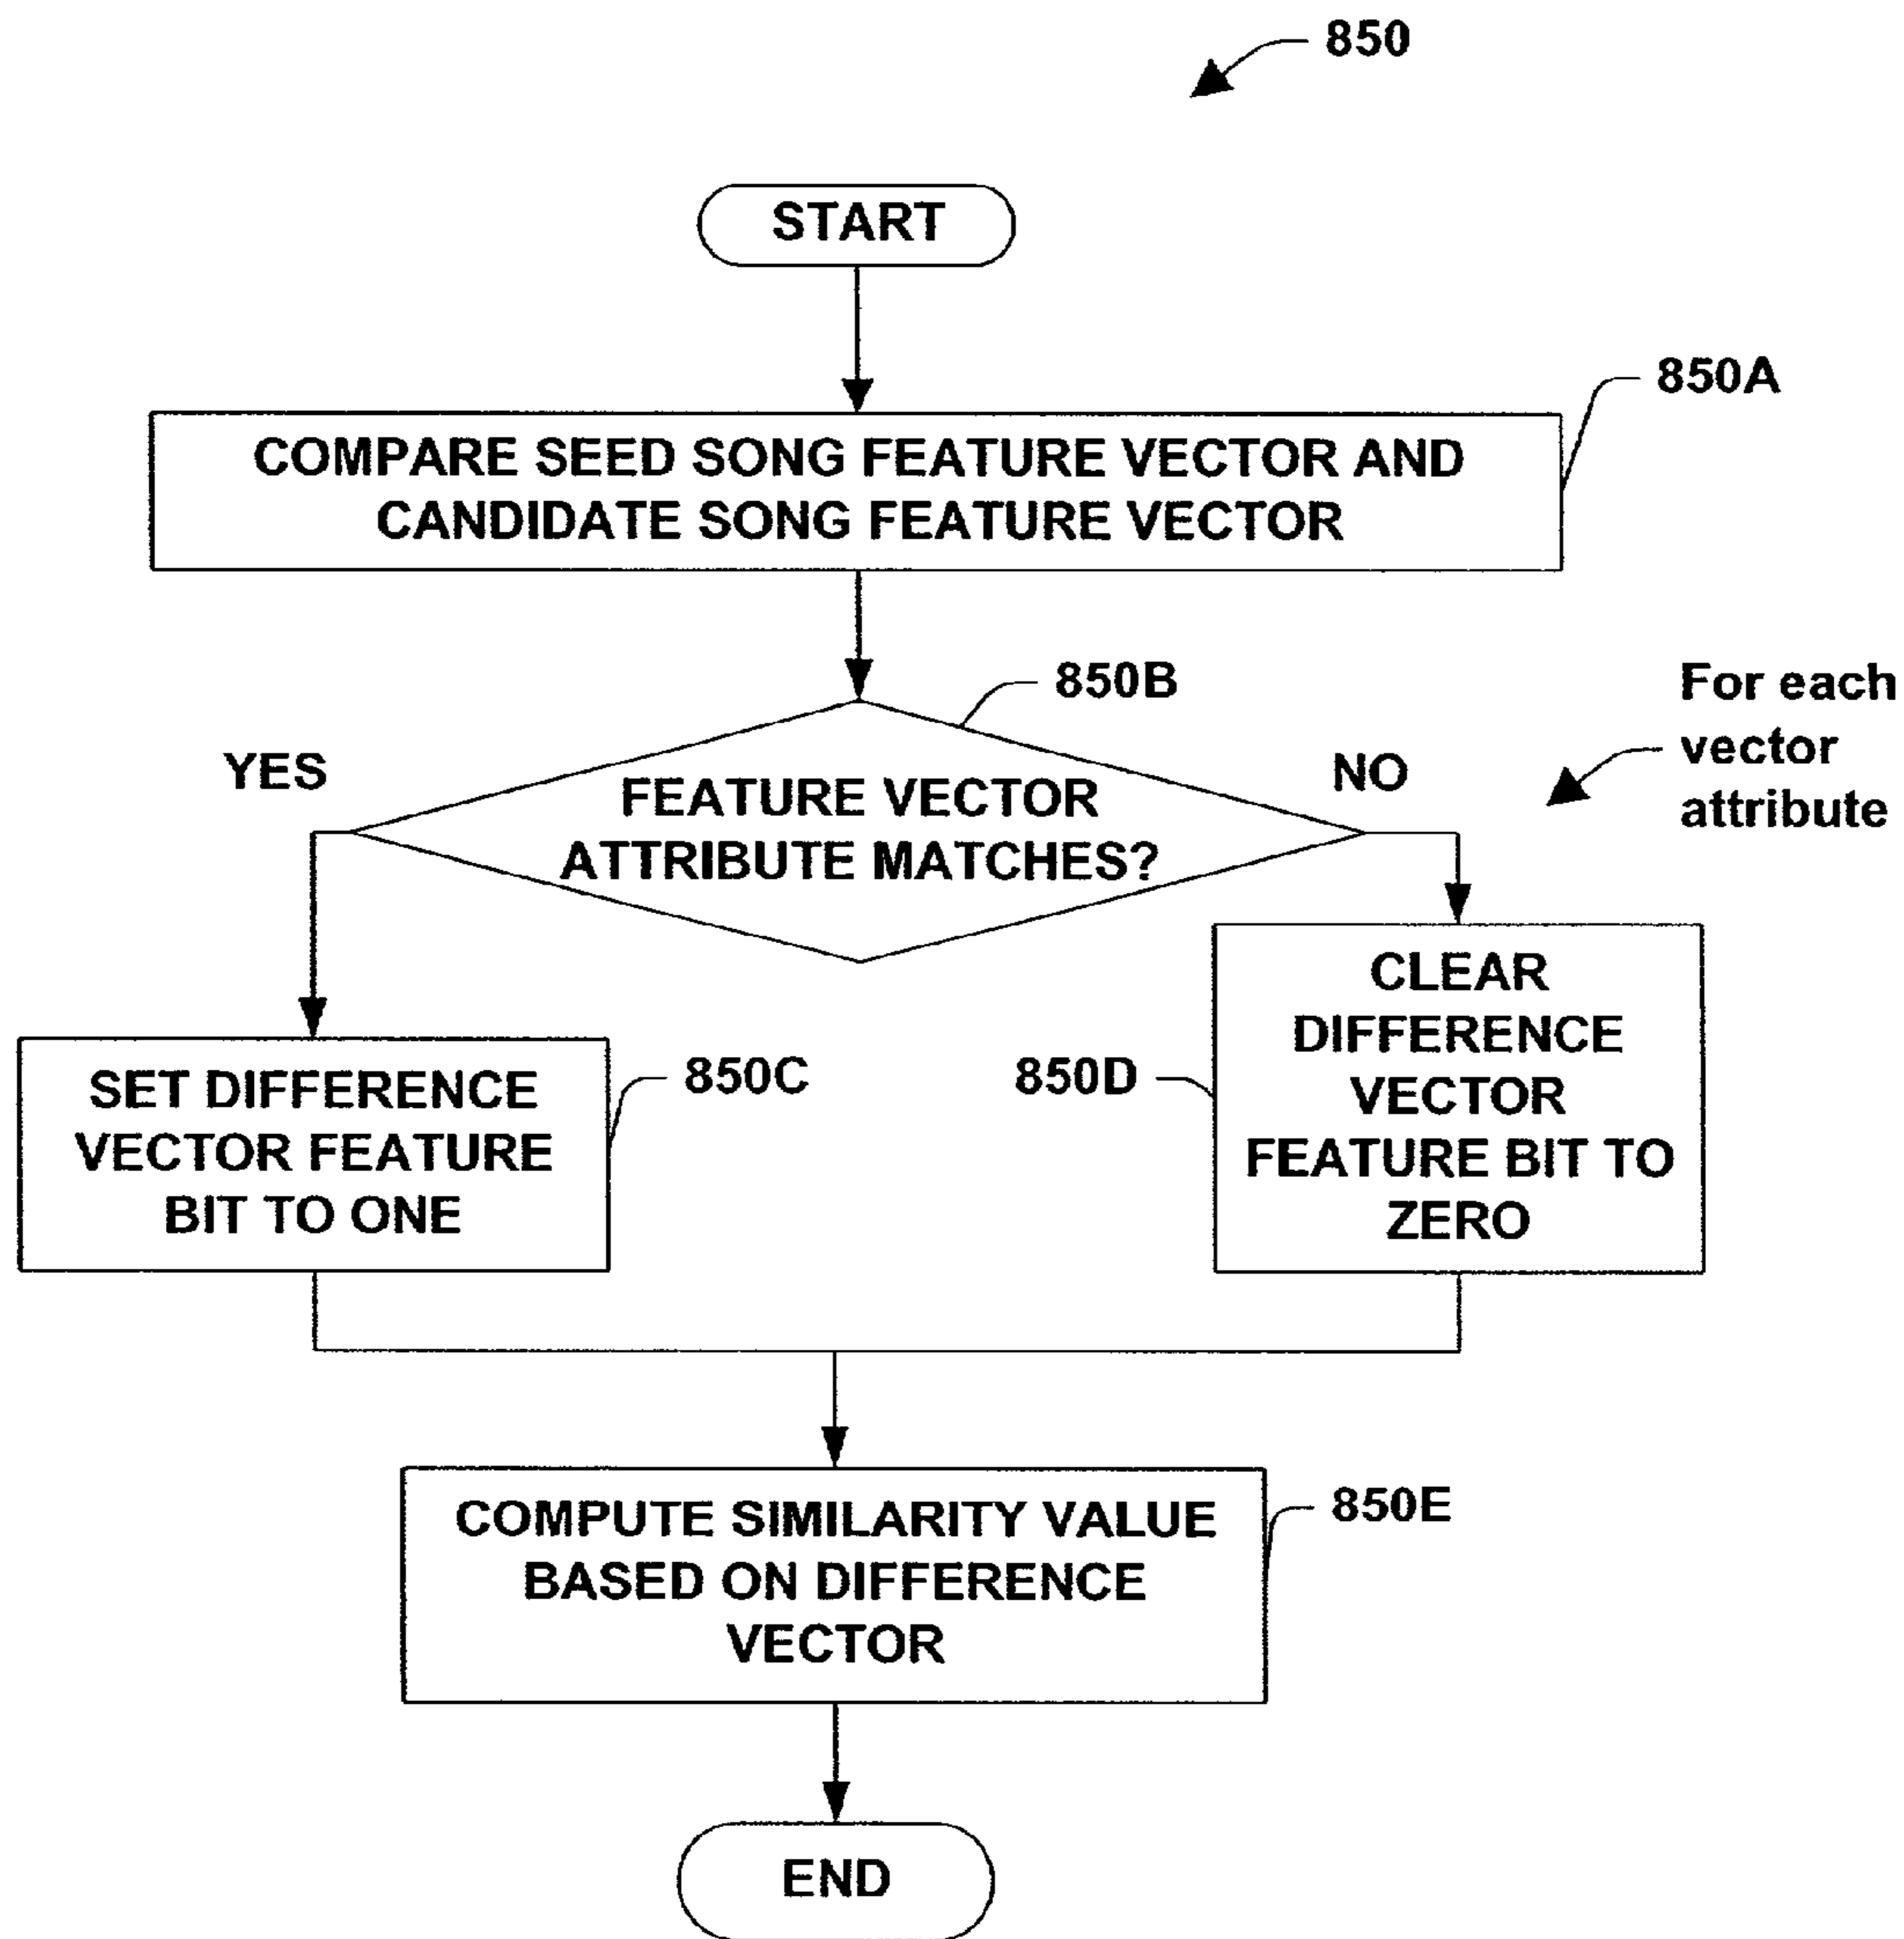 850
START
850A
COMPARE SEED SONG FEATURE VECTOR AND
CANDIDATE SONG FEATURE VECTOR
850B
For each
vector
attribute
YES
NO
FEATURE VECTOR
ATTRIBUTE MATCHES?
SET DIFFERENCE
VECTOR FEATURE
BIT TO ONE
850C
850D
CLEAR
DIFFERENCE
VECTOR
FEATURE BIT TO
ZERO
COMPUTE SIMILARITY VALUE
BASED ON DIFFERENCE
VECTOR
850E
END